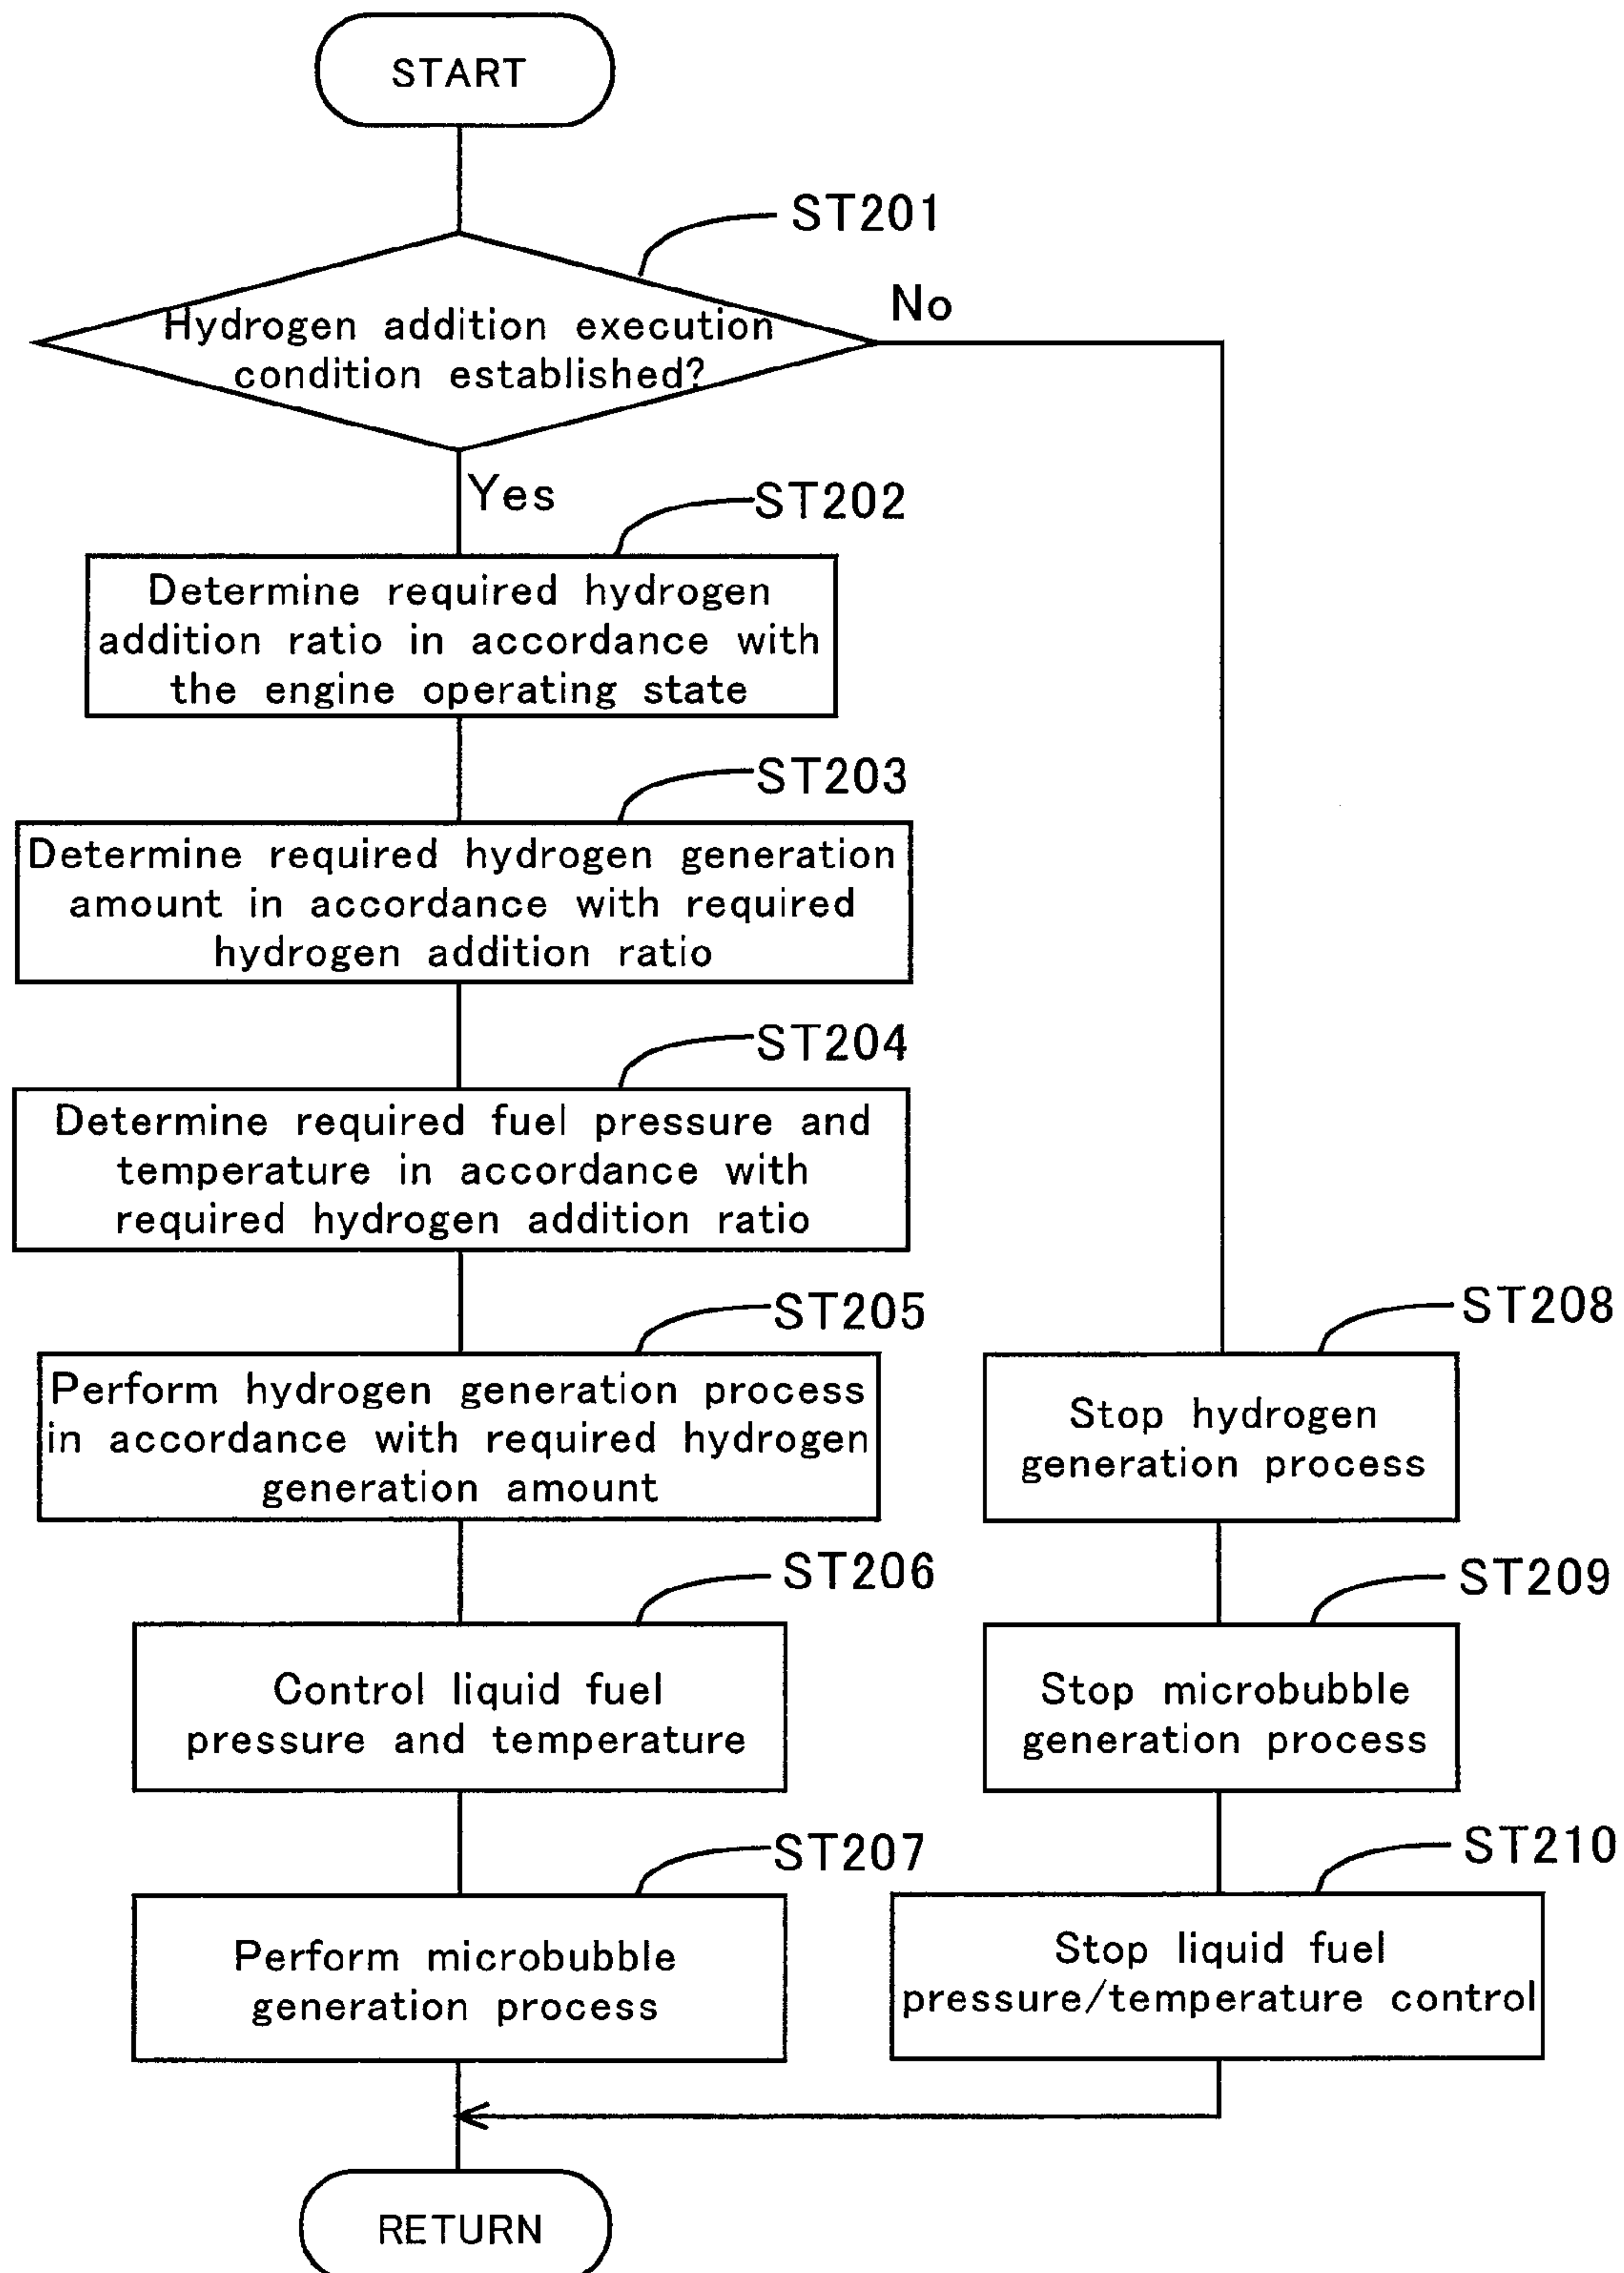 START
ST201
Hydrogen addition execution
condition established?
No
Yes
ST202
Determine required hydrogen
addition ratio in accordance with
the engine operating state
ST203
Determine required hydrogen generation
amount in accordance with required
hydrogen addition ratio
ST204
Determine required fuel pressure and
temperature in accordance with
required hydrogen addition ratio
ST205
Perform hydrogen generation process
in accordance with required hydrogen
generation amount
ST206
Control liquid fuel
pressure and temperature
ST207
Perform microbubble
generation process
ST208
Stop hydrogen
generation process
ST209
Stop microbubble
generation process
ST210
Stop liquid fuel
pressure/temperature control
RETURN